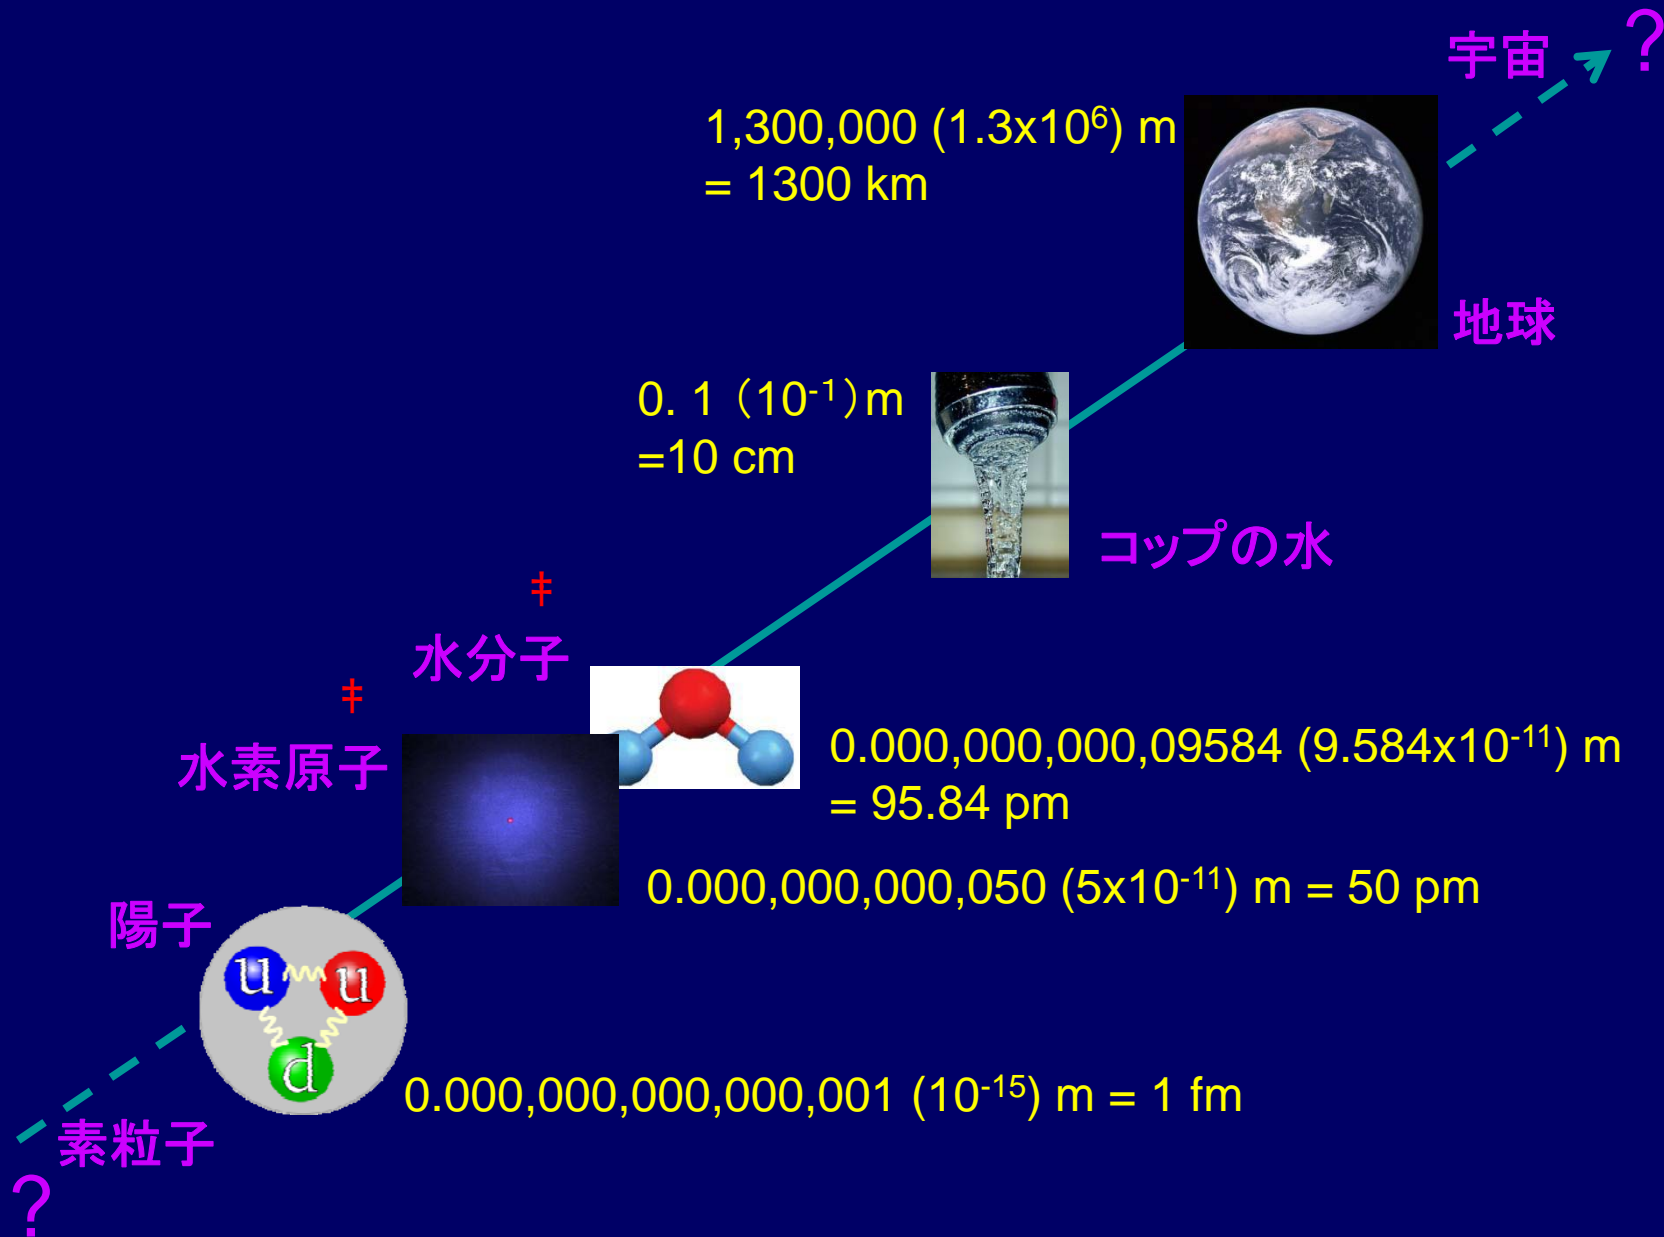 宇宙
?
1,300,000 (1.3x10⁶) m
= 1300 km
地球
0. 1 (10⁻¹) m
=10 cm
コップの水
‡
水分子
‡
水素原子
0.000,000,000,09584 (9.584x10⁻¹¹) m
= 95.84 pm
0.000,000,000,050 (5x10⁻¹¹) m = 50 pm
陽子
u u
d
0.000,000,000,000,001 (10⁻¹⁵) m = 1 fm
素粒子
?